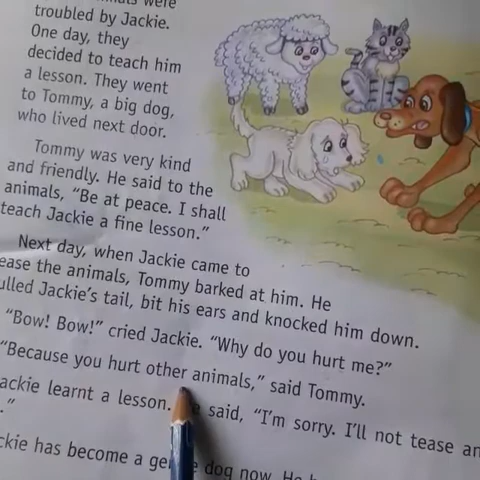 were
troubled by Jackie.
One day, they
decided to teach him
a lesson. They went
to Tommy, a big dog,
who lived next door.
Tommy was very kind
and friendly. He said to the
animals, "Be at peace. I shall
teach Jackie a fine lesson."
Next day, when Jackie came to
ease the animals, Tommy barked at him. He
ulled Jackie's tail, bit his ears and knocked him down.
"Bow! Bow!" cried Jackie. "Why do you hurt me?"
"Because you hurt other animals," said Tommy.
ackie learnt a lesson. said, "I'm sorry. I'll not tease an
."
ckie has become a ge dog now. He